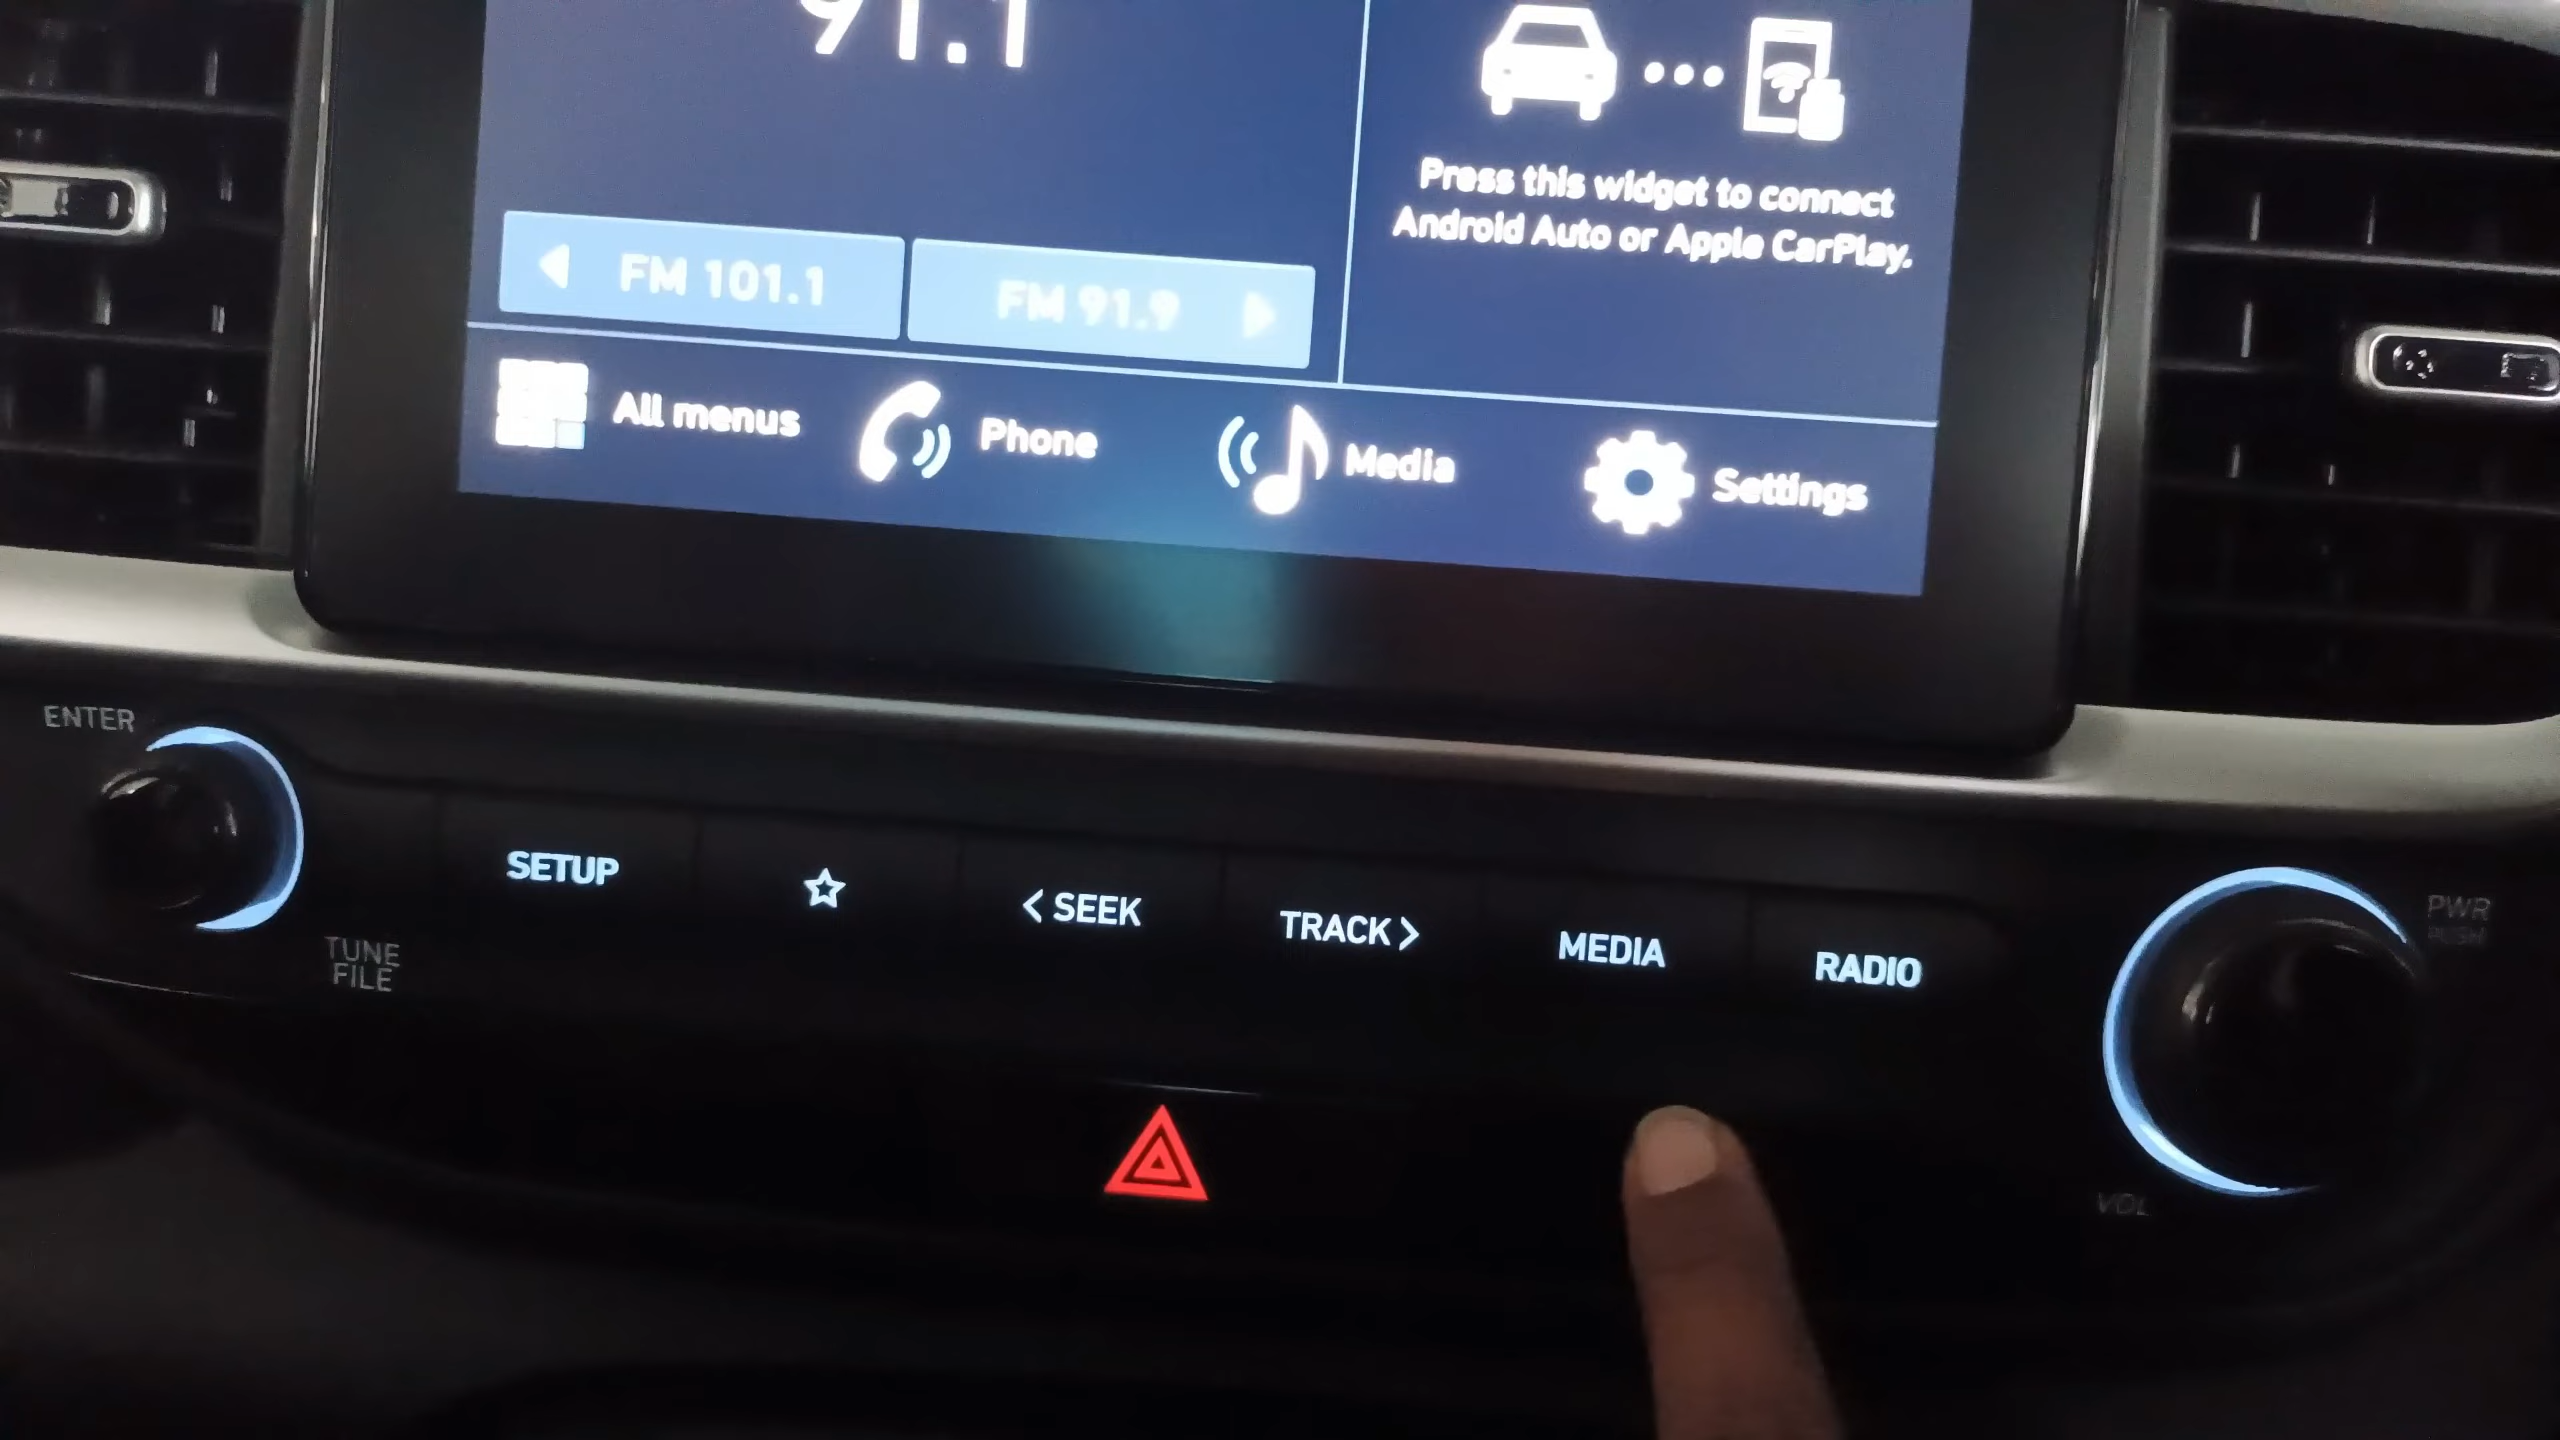 91.1
Press this widget to connect
Android Auto or Apple CarPlay.
FM 101.1
FM 91.9
All menus
Phone
Media
Settings
ENTER
TUNE
FILE
SETUP
< SEEK
TRACK >
MEDIA
RADIO
PWR
PUSH
VOL